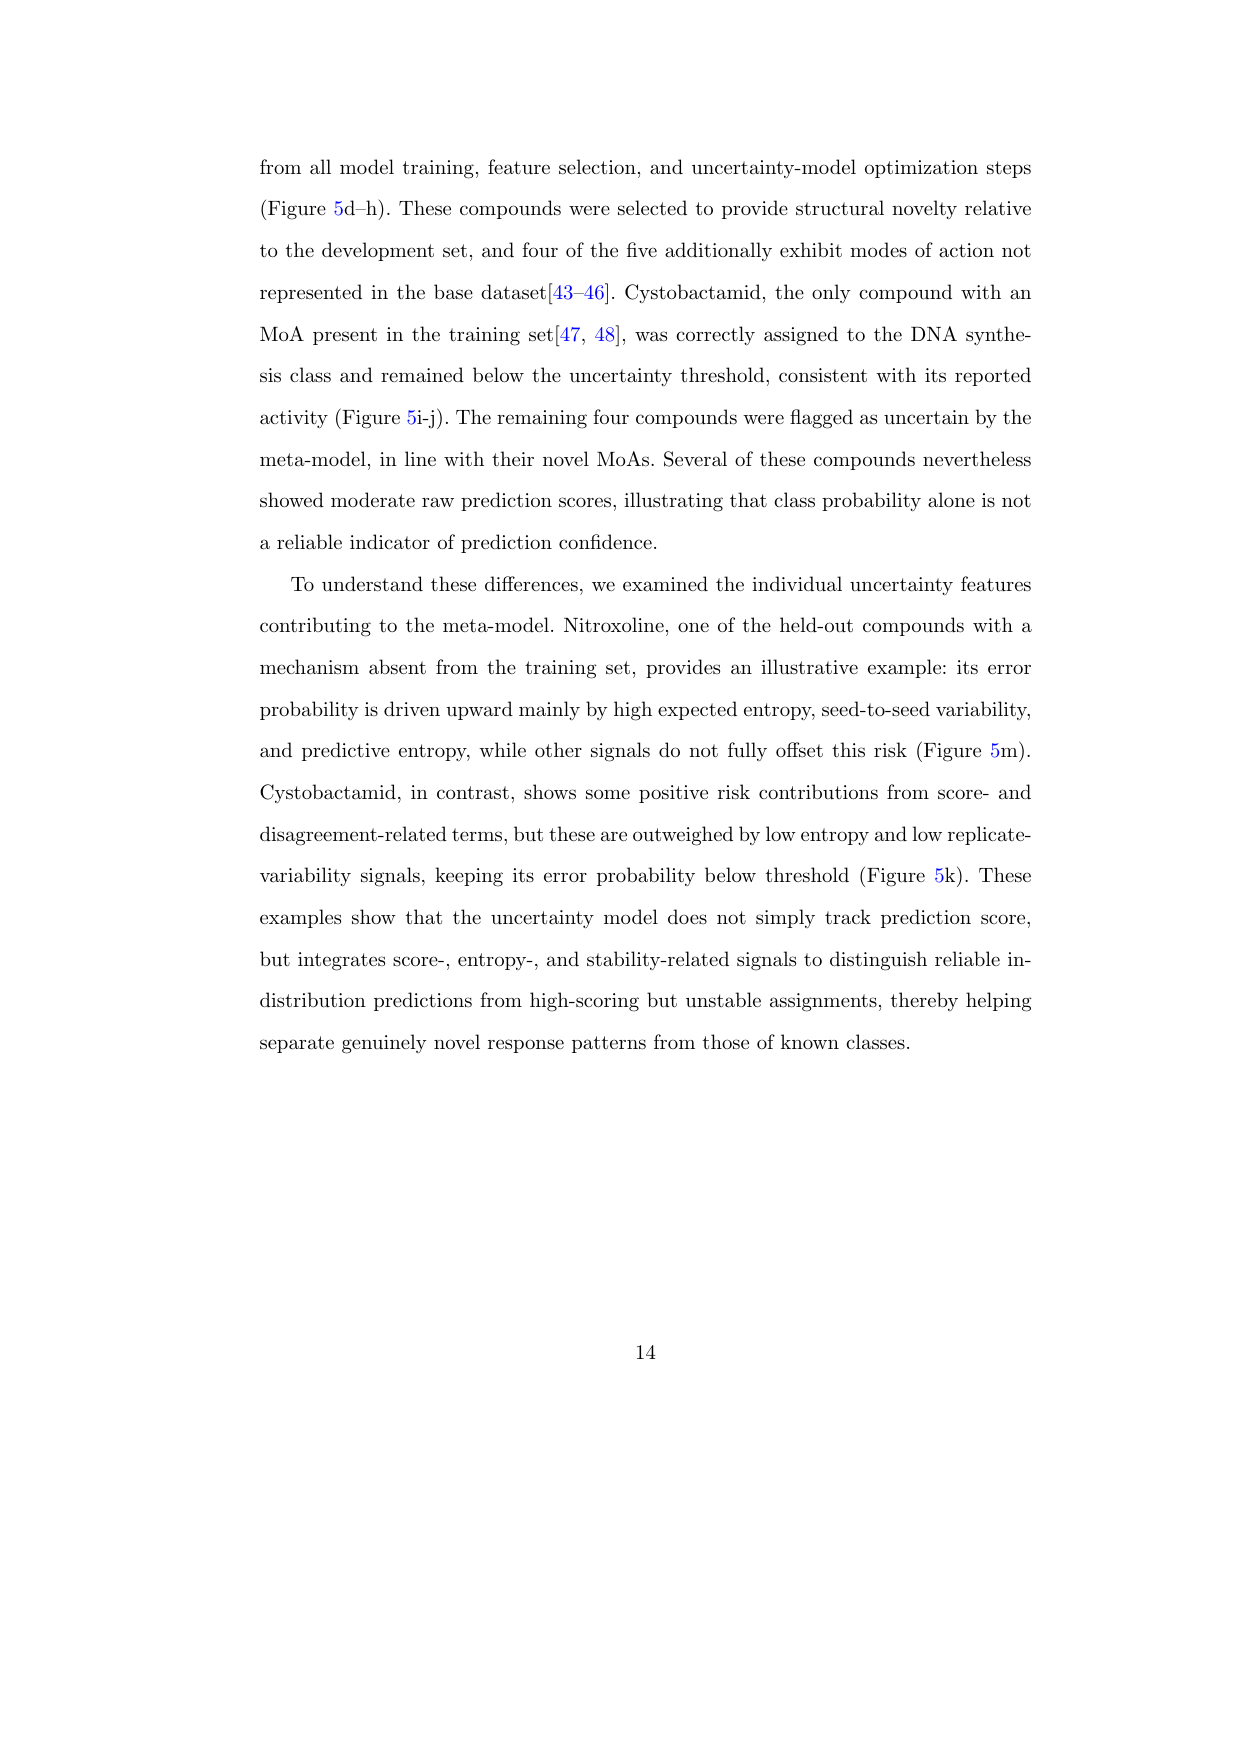 from all model training, feature selection, and uncertainty-model optimization steps
(Figure 5d–h). These compounds were selected to provide structural novelty relative
to the development set, and four of the five additionally exhibit modes of action not
represented in the base dataset[43–46]. Cystobactamid, the only compound with an
MoA present in the training set[47, 48], was correctly assigned to the DNA synthe-
sis class and remained below the uncertainty threshold, consistent with its reported
activity (Figure 5i-j). The remaining four compounds were flagged as uncertain by the
meta-model, in line with their novel MoAs. Several of these compounds nevertheless
showed moderate raw prediction scores, illustrating that class probability alone is not
a reliable indicator of prediction confidence.
To understand these differences, we examined the individual uncertainty features
contributing to the meta-model. Nitroxoline, one of the held-out compounds with a
mechanism absent from the training set, provides an illustrative example: its error
probability is driven upward mainly by high expected entropy, seed-to-seed variability,
and predictive entropy, while other signals do not fully offset this risk (Figure 5m).
Cystobactamid, in contrast, shows some positive risk contributions from score- and
disagreement-related terms, but these are outweighed by low entropy and low replicate-
variability signals, keeping its error probability below threshold (Figure 5k). These
examples show that the uncertainty model does not simply track prediction score,
but integrates score-, entropy-, and stability-related signals to distinguish reliable in-
distribution predictions from high-scoring but unstable assignments, thereby helping
separate genuinely novel response patterns from those of known classes.
14